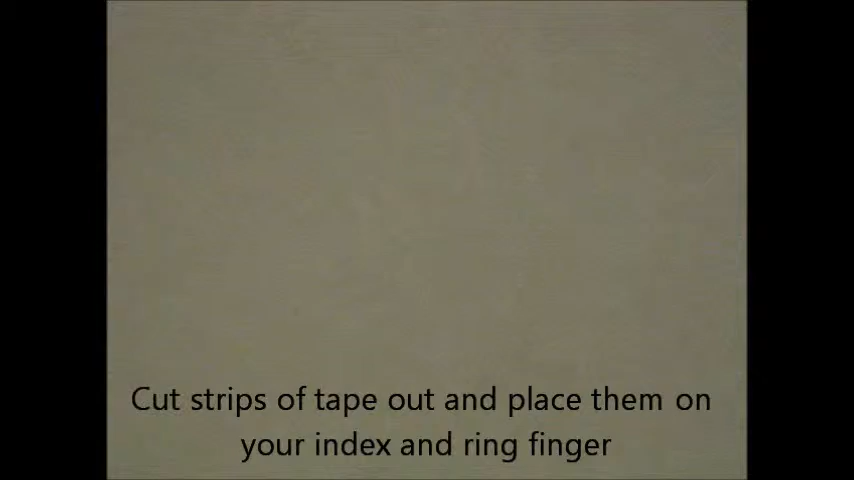 Cut strips of tape out and place them on
your index and ring finger